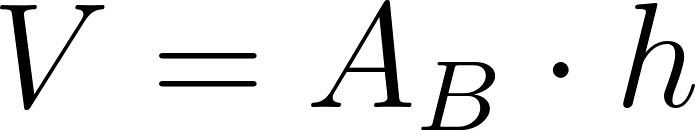 V = A_B · h